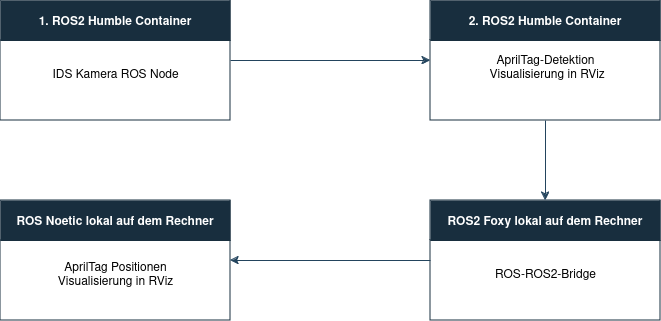 1. ROS2 Humble Container
IDS Kamera ROS Node
2. ROS2 Humble Container
AprilTag-Detektion
Visualisierung in RViz
ROS Noetic lokal auf dem Rechner
AprilTag Positionen
Visualisierung in RViz
ROS2 Foxy lokal auf dem Rechner
ROS-ROS2-Bridge